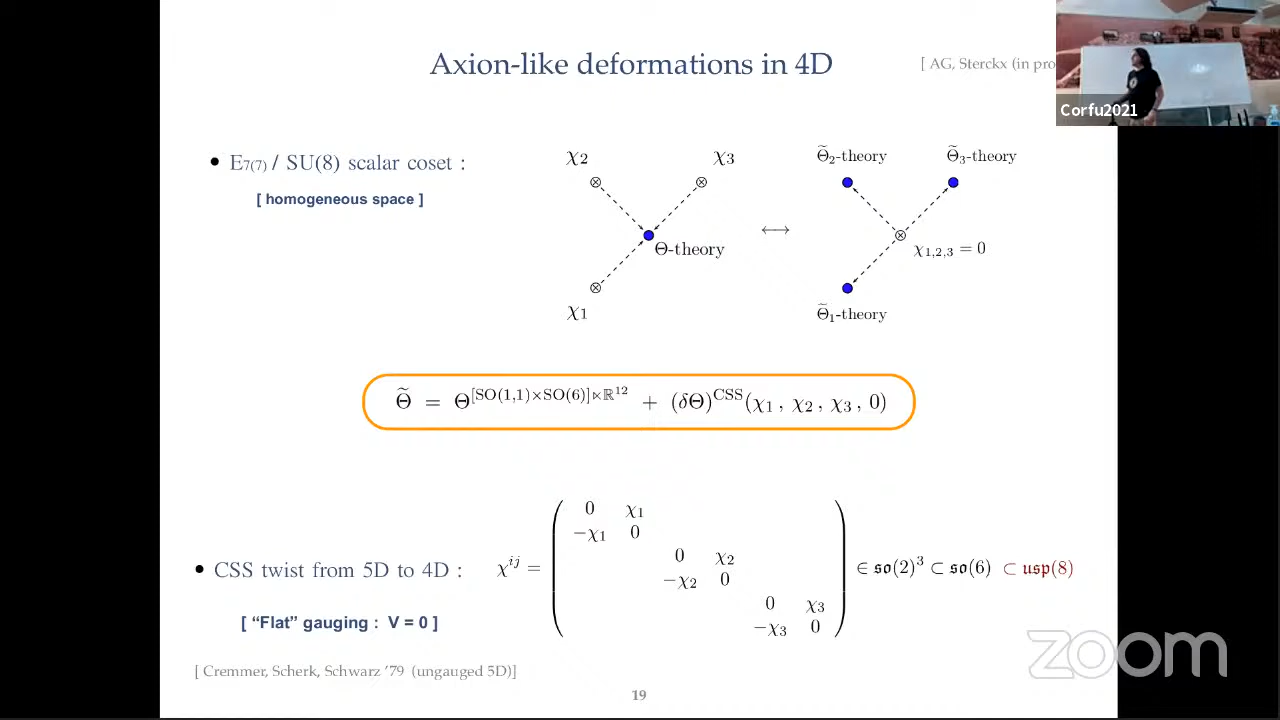 Axion-like deformations in 4D
[ AG, Sterckx (in pro
Corfu2021
• E7(7) / SU(8) scalar coset :
[ homogeneous space ]
χ2 χ3
Θ-theory
χ1
⟷
Θ̃2-theory Θ̃3-theory
χ1,2,3 = 0
Θ̃1-theory
Θ̃ = Θ^{[SO(1,1)×SO(6)]⋉ℝ^{12}} + (δΘ)^{CSS}(χ1 , χ2 , χ3 , 0)
• CSS twist from 5D to 4D :
[ “Flat” gauging : V = 0 ]
χ^{ij} =
0 χ1
−χ1 0
0 χ2
−χ2 0
0 χ3
−χ3 0
∈ 𝔰𝔬(2)^3 ⊂ 𝔰𝔬(6) ⊂ 𝔲𝔰𝔭(8)
[ Cremmer, Scherk, Schwarz ’79 (ungauged 5D)]
19
zoom